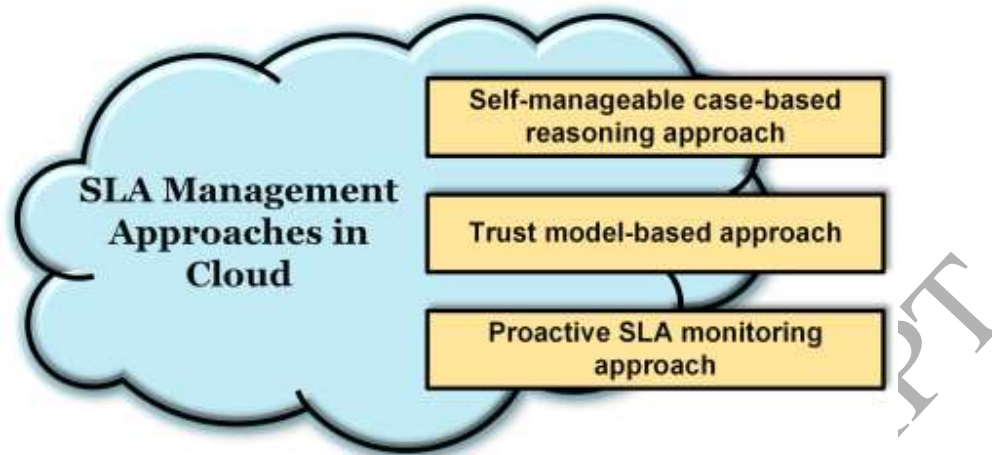 SLA Management
Approaches in
Cloud
Self-manageable case-based
reasoning approach
Trust model-based approach
Proactive SLA monitoring
approach
PT